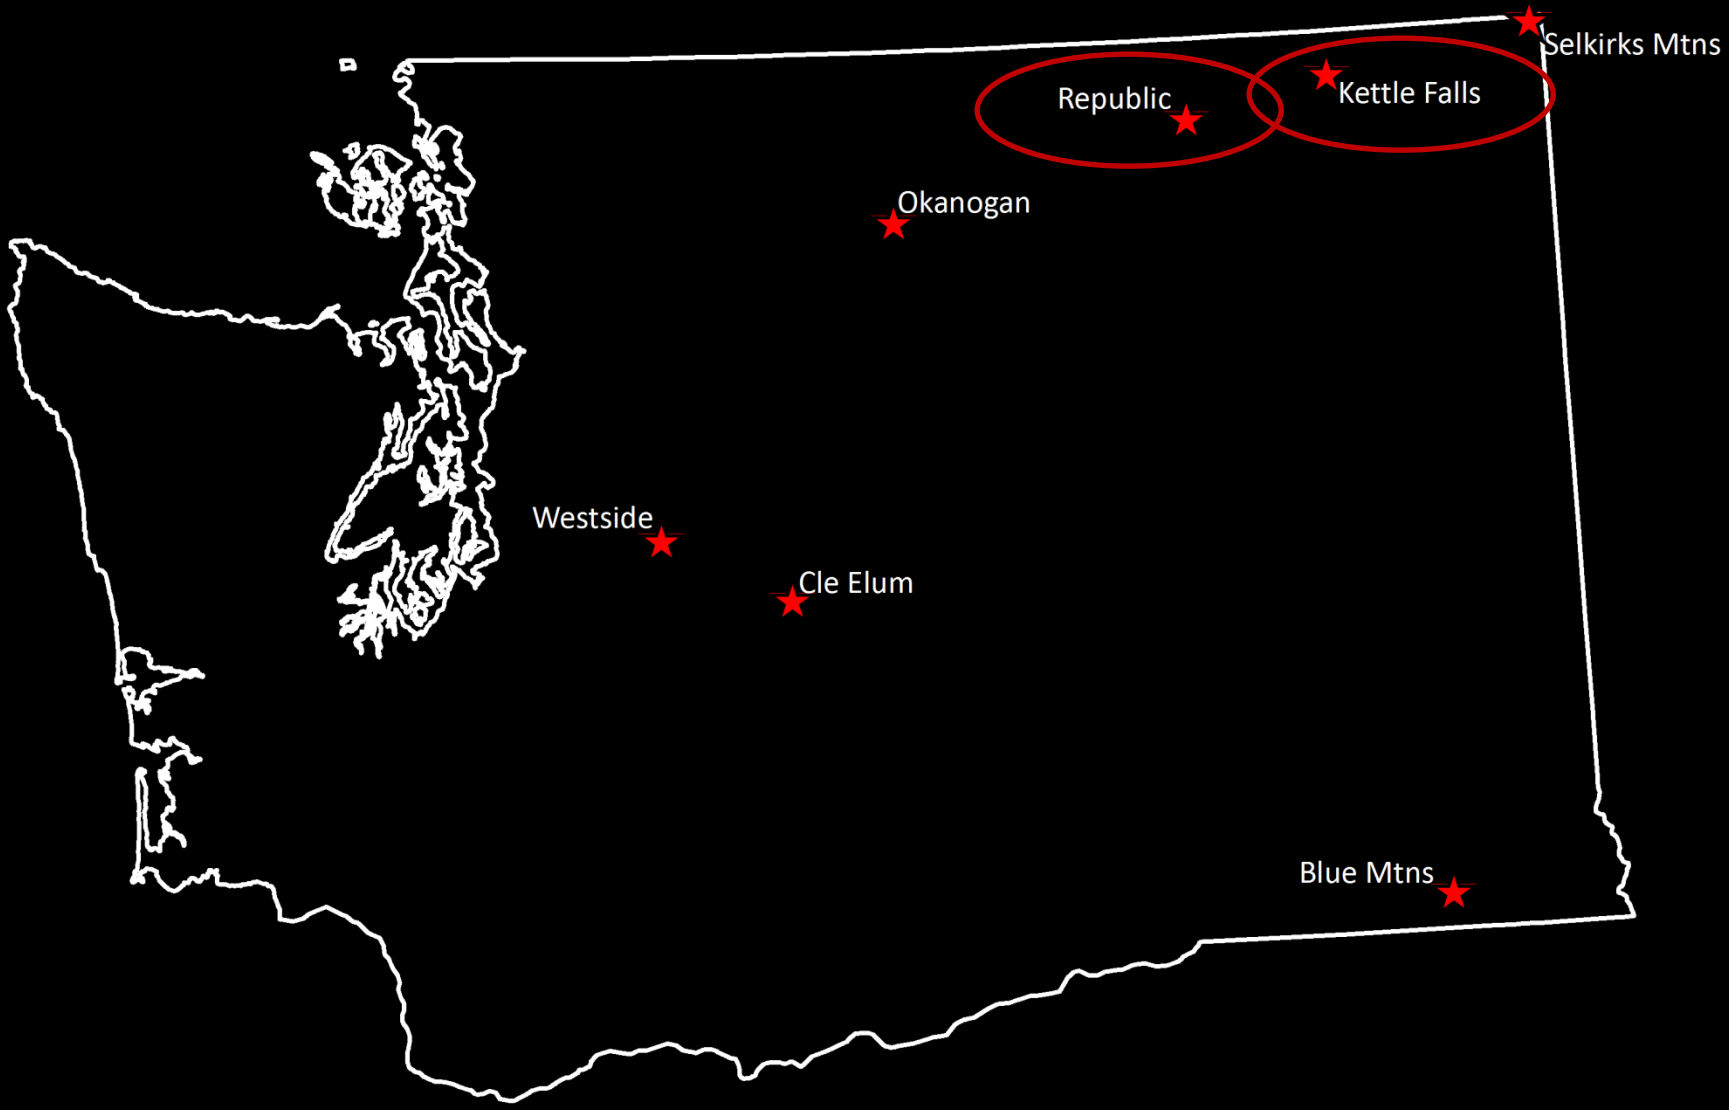 Selkirks Mtns
Kettle Falls
Republic
Okanogan
Westside
Cle Elum
Blue Mtns